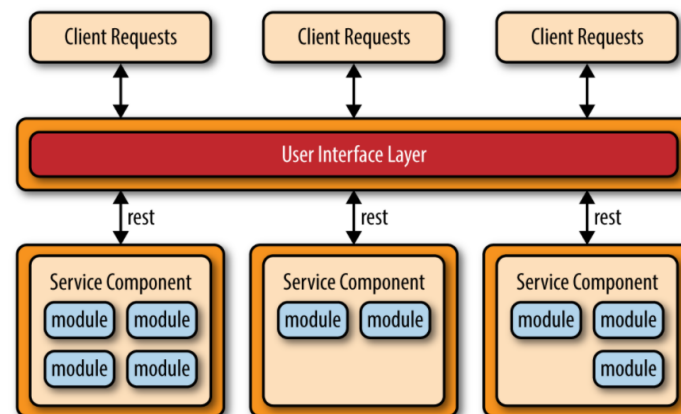 Client Requests
Client Requests
Client Requests
User Interface Layer
rest
rest
rest
Service Component
module
module
module
module
Service Component
module
module
Service Component
module
module
module